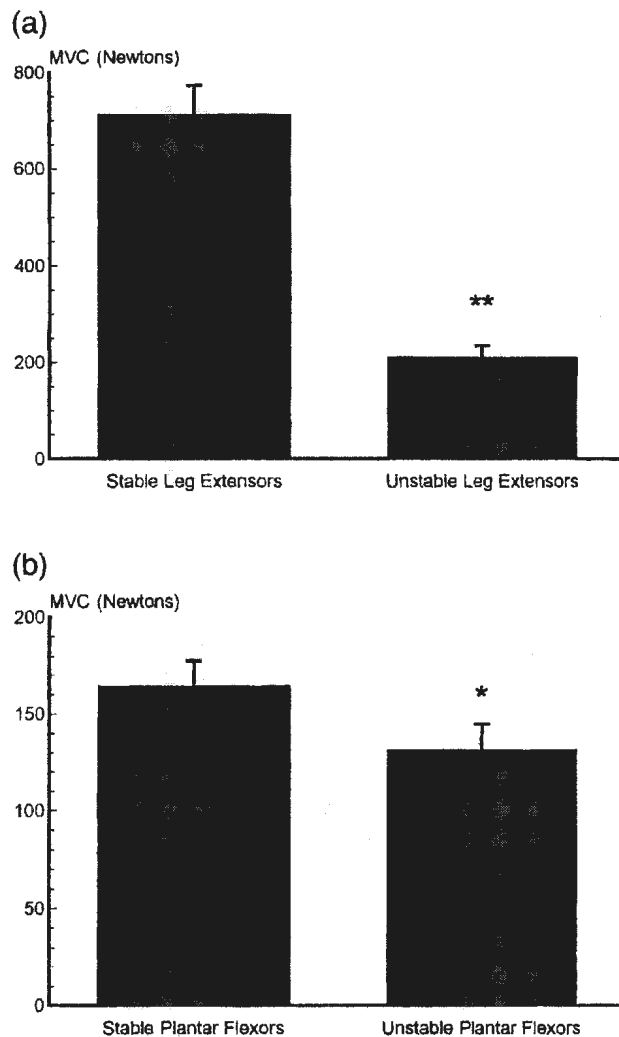 (a)
MVC (Newtons)
800
600
400
**
200
0
Stable Leg Extensors Unstable Leg Extensors
(b)
MVC (Newtons)
200
*
150
100
50
0
Stable Plantar Flexors Unstable Plantar Flexors